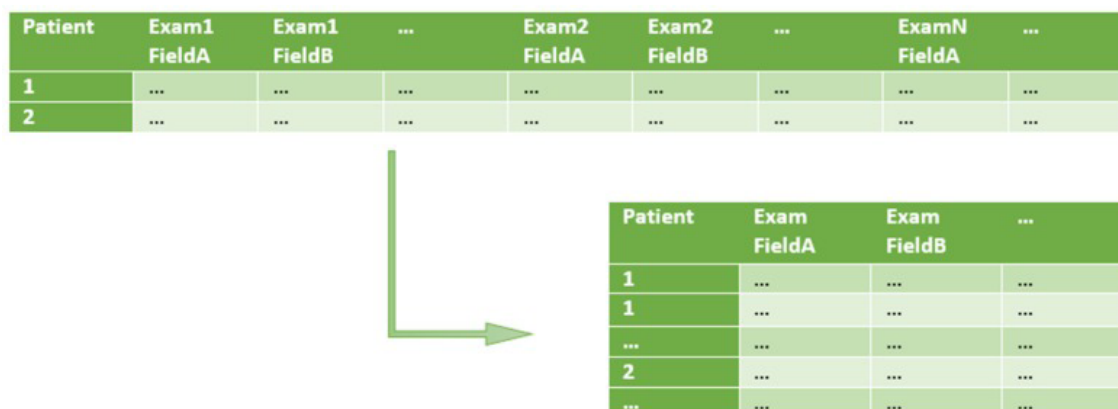 Patient Exam1 Exam1 ... Exam2 Exam2 ... ExamN ...
FieldA FieldB FieldA FieldB FieldA
1 ... ... ... ... ... ... ... ...
2 ... ... ... ... ... ... ... ...
Patient Exam Exam ...
FieldA FieldB
1 ... ... ...
1 ... ... ...
... ... ... ...
2 ... ... ...
... ... ... ...